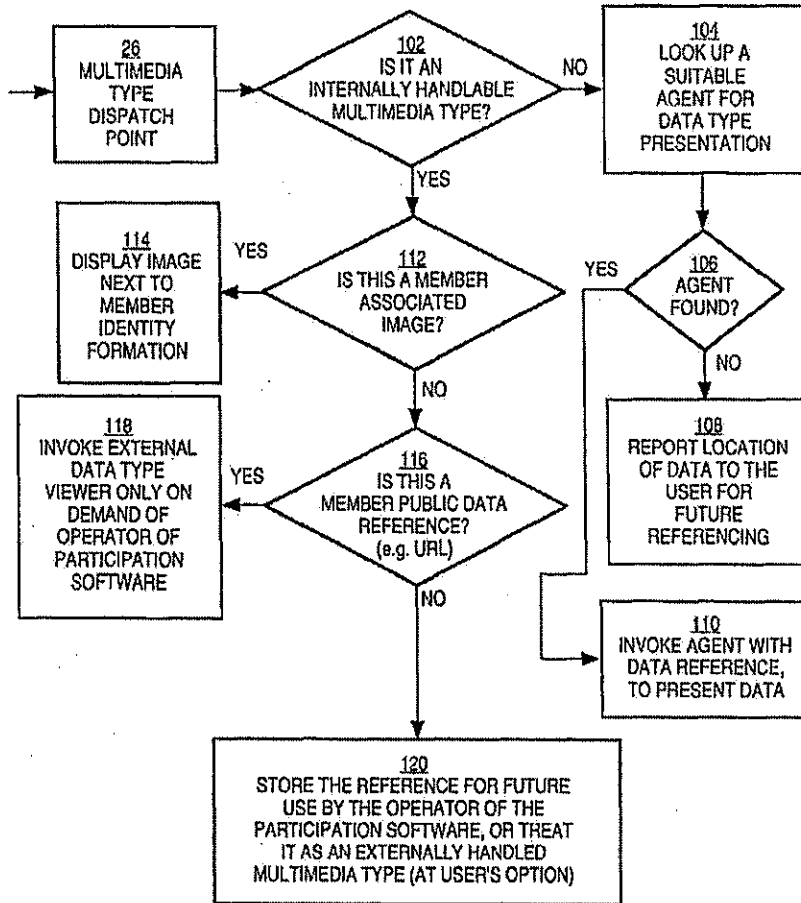 26
MULTIMEDIA
TYPE
DISPATCH
POINT
102
IS IT AN
INTERNALLY HANDLABLE
MULTIMEDIA TYPE?
NO
104
LOOK UP A
SUITABLE
AGENT FOR
DATA TYPE
PRESENTATION
YES
114
DISPLAY IMAGE
NEXT TO
MEMBER
IDENTITY
FORMATION
YES
112
IS THIS A MEMBER
ASSOCIATED
IMAGE?
YES
106
AGENT
FOUND?
NO
NO
118
INVOKE EXTERNAL
DATA TYPE
VIEWER ONLY ON
DEMAND OF
OPERATOR OF
PARTICIPATION
SOFTWARE
YES
116
IS THIS A
MEMBER PUBLIC DATA
REFERENCE?
(e.g. URL)
108
REPORT LOCATION
OF DATA TO THE
USER FOR
FUTURE
REFERENCING
NO
110
INVOKE AGENT WITH
DATA REFERENCE,
TO PRESENT DATA
120
STORE THE REFERENCE FOR FUTURE
USE BY THE OPERATOR OF THE
PARTICIPATION SOFTWARE, OR TREAT
IT AS AN EXTERNALLY HANDLED
MULTIMEDIA TYPE (AT USER'S OPTION)